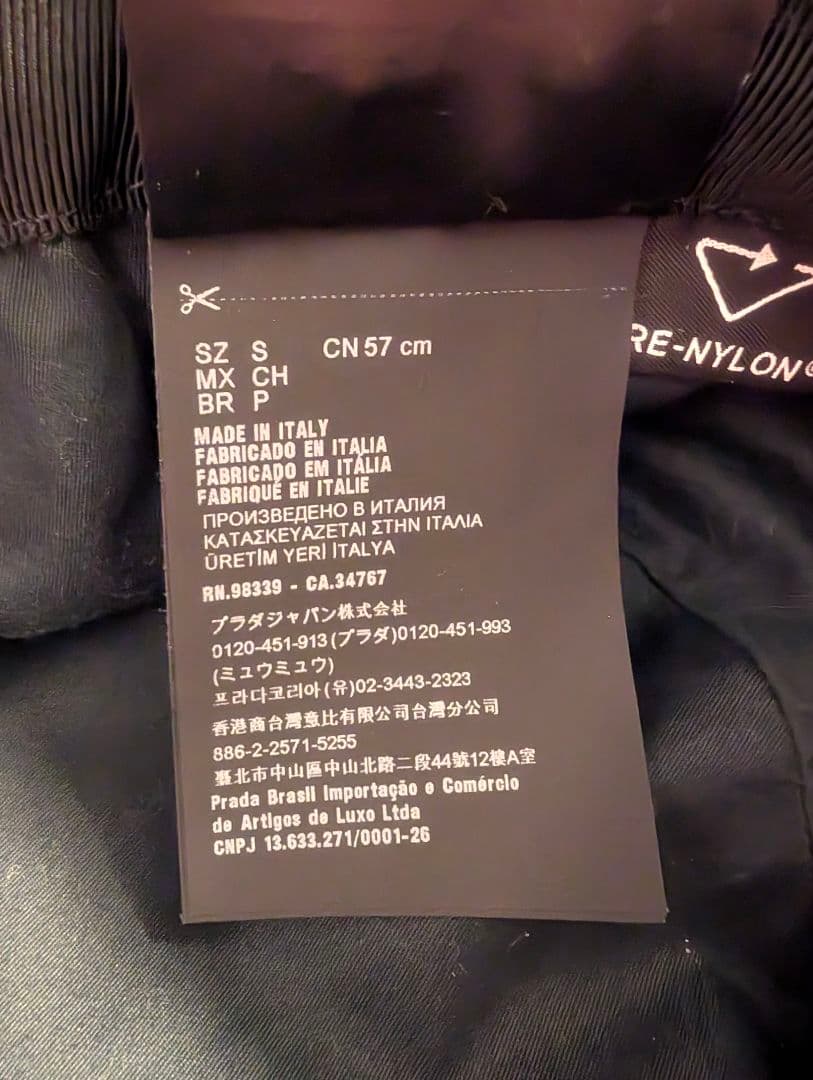 SZ S CN 57 cm
MX CH
BR P
MADE IN ITALY
FABRICADO EN ITALIA
FABRICADO EM ITÁLIA
FABRIQUÉ EN ITALIE
ПРОИЗВЕДЕНО В ИТАЛИЯ
ΚΑΤΑΣΚΕΥΑΖΕΤΑΙ ΣΤΗΝ ΙΤΑΛΙΑ
ÜRETİM YERİ İTALYA
RN.98339 - CA.34767
プラダジャパン株式会社
0120-451-913(プラダ)0120-451-993
(ミュウミュウ)
프라다코리아(유)02-3443-2323
香港商台灣意比有限公司台灣分公司
886-2-2571-5255
臺北市中山區中山北路二段44號12樓A室
Prada Brasil Importação e Comércio
de Artigos de Luxo Ltda
CNPJ 13.633.271/0001-26
RE-NYLON®